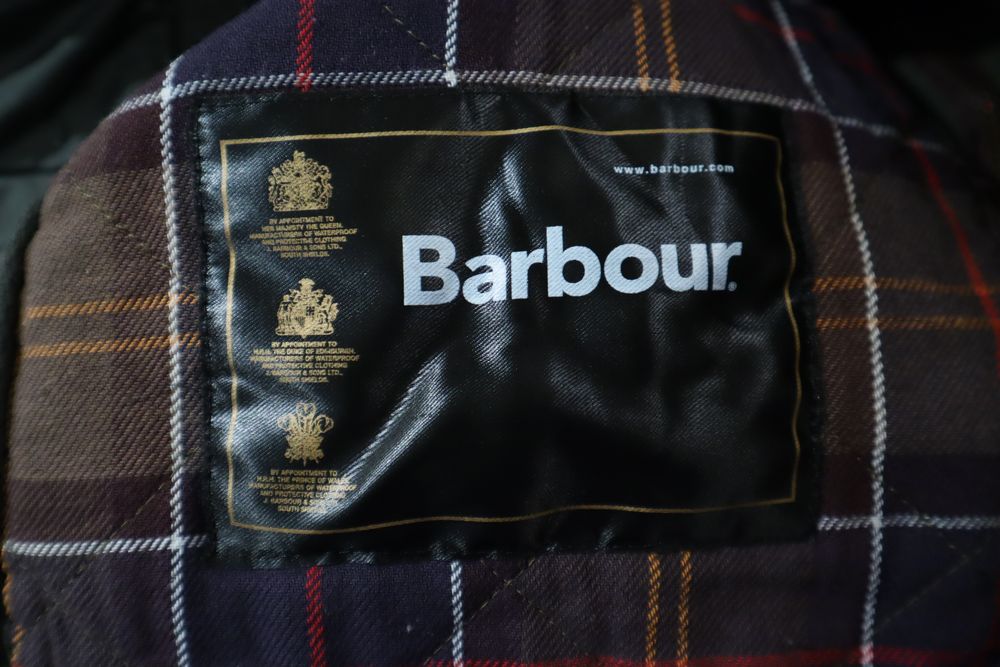 www.barbour.com
Barbour.
BY APPOINTMENT TO
HER MAJESTY THE QUEEN.
MANUFACTURERS OF WATERPROOF
AND PROTECTIVE CLOTHING
J. BARBOUR & SONS LTD.,
SOUTH SHIELDS.
BY APPOINTMENT TO
H.R.H. THE DUKE OF EDINBURGH.
MANUFACTURERS OF WATERPROOF
AND PROTECTIVE CLOTHING
J. BARBOUR & SONS LTD.,
SOUTH SHIELDS.
BY APPOINTMENT TO
H.R.H. THE PRINCE OF WALES.
MANUFACTURERS OF WATERPROOF
AND PROTECTIVE CLOTHING
J. BARBOUR &
SOUTH SHIELDS.